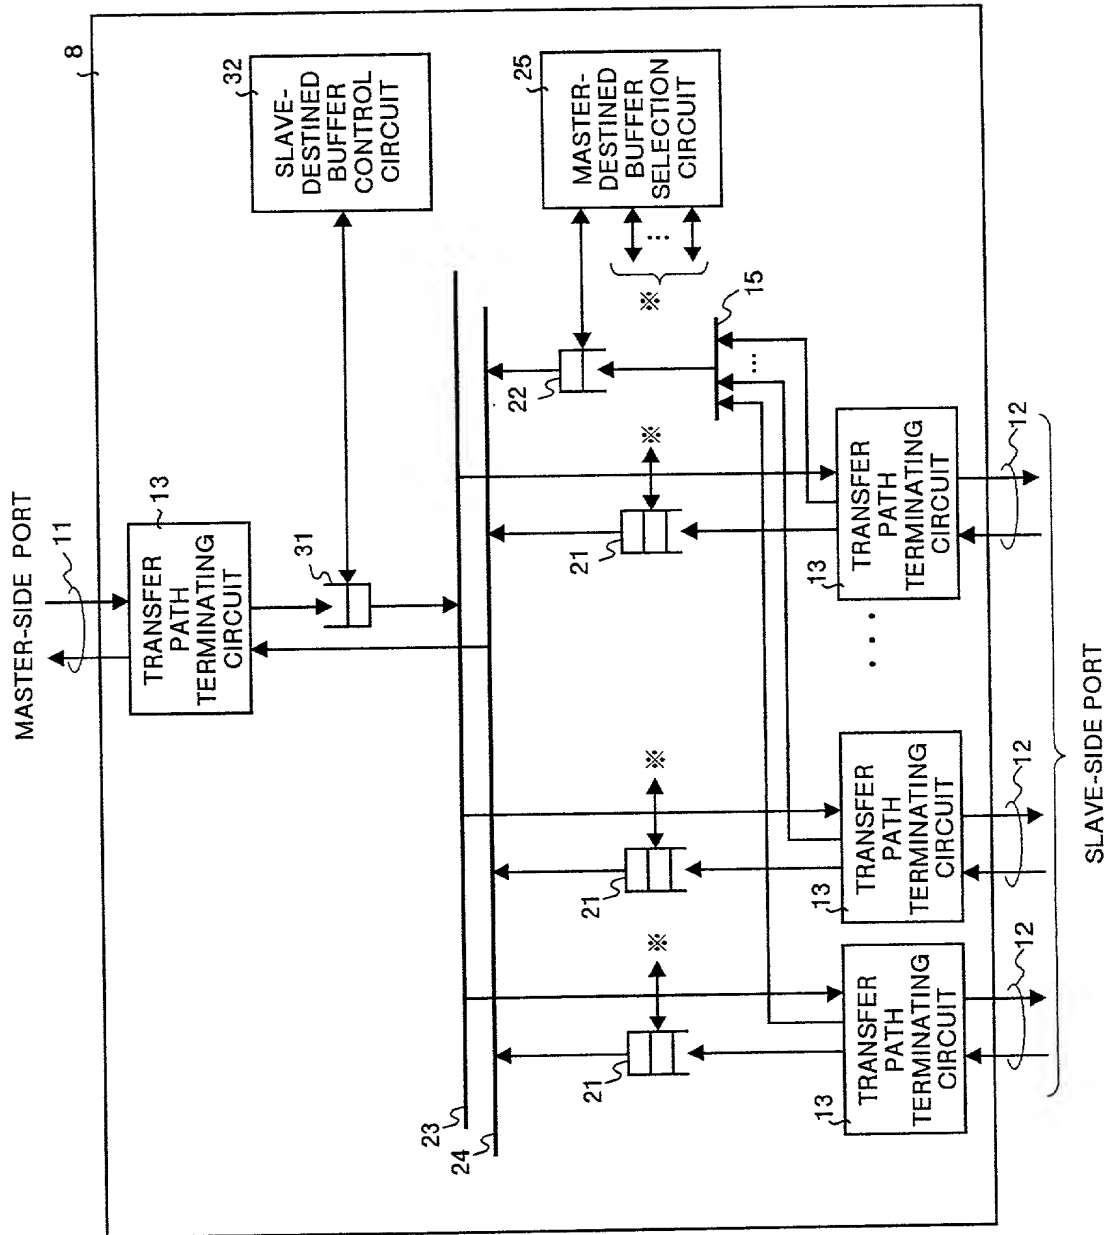 MASTER-SIDE PORT
11
8
13
TRANSFER
PATH
TERMINATING
CIRCUIT
32
SLAVE-
DESTINED
BUFFER
CONTROL
CIRCUIT
31
23
24
25
MASTER-
DESTINED
BUFFER
SELECTION
CIRCUIT
※
...
21
※
21
※
21
※
22
15
...
13
TRANSFER
PATH
TERMINATING
CIRCUIT
12
13
TRANSFER
PATH
TERMINATING
CIRCUIT
12
. . . .
13
TRANSFER
PATH
TERMINATING
CIRCUIT
12
SLAVE-SIDE PORT